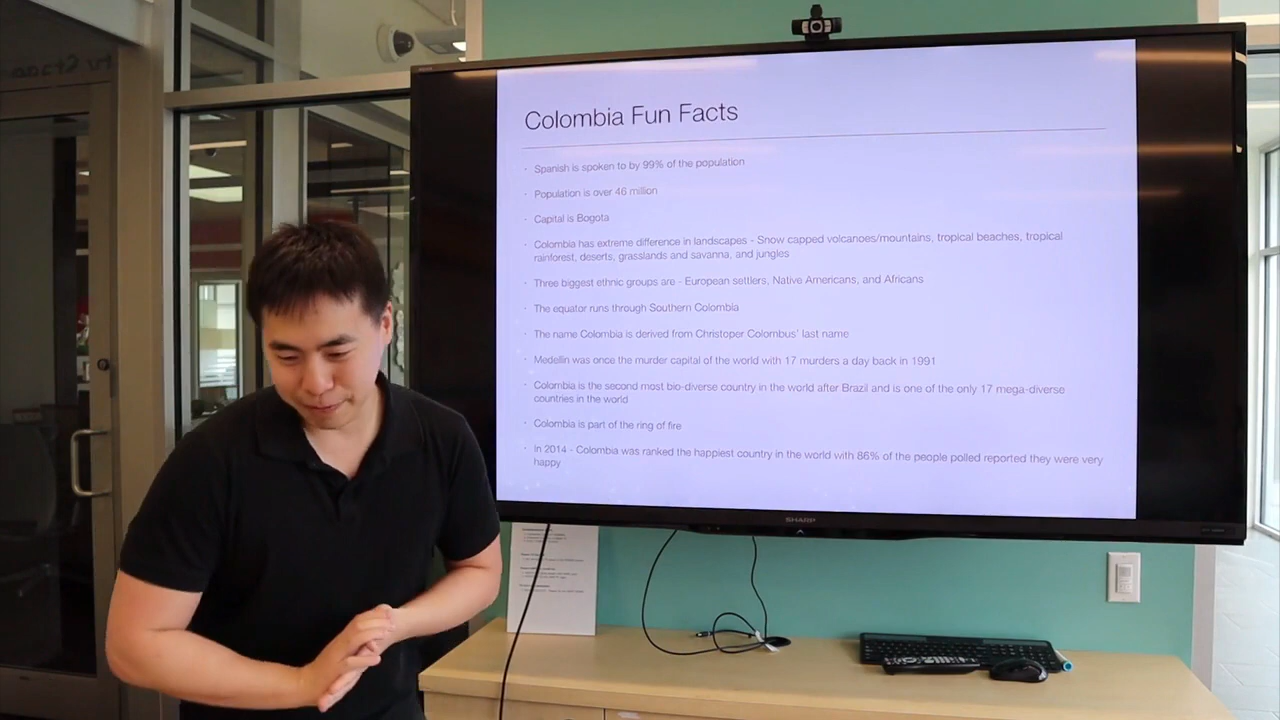 Colombia Fun Facts
· Spanish is spoken to by 99% of the population
· Population is over 46 million
· Capital is Bogota
· Colombia has extreme difference in landscapes - Snow capped volcanoes/mountains, tropical beaches, tropical
rainforest, deserts, grasslands and savanna, and jungles
· Three biggest ethnic groups are - European settlers, Native Americans, and Africans
· The equator runs through Southern Colombia
· The name Colombia is derived from Christoper Colombus' last name
· Medellin was once the murder capital of the world with 17 murders a day back in 1991
· Colombia is the second most bio-diverse country in the world after Brazil and is one of the only 17 mega-diverse
countries in the world
· Colombia is part of the ring of fire
· In 2014 - Colombia was ranked the happiest country in the world with 86% of the people polled reported they were very
happy
SHARP